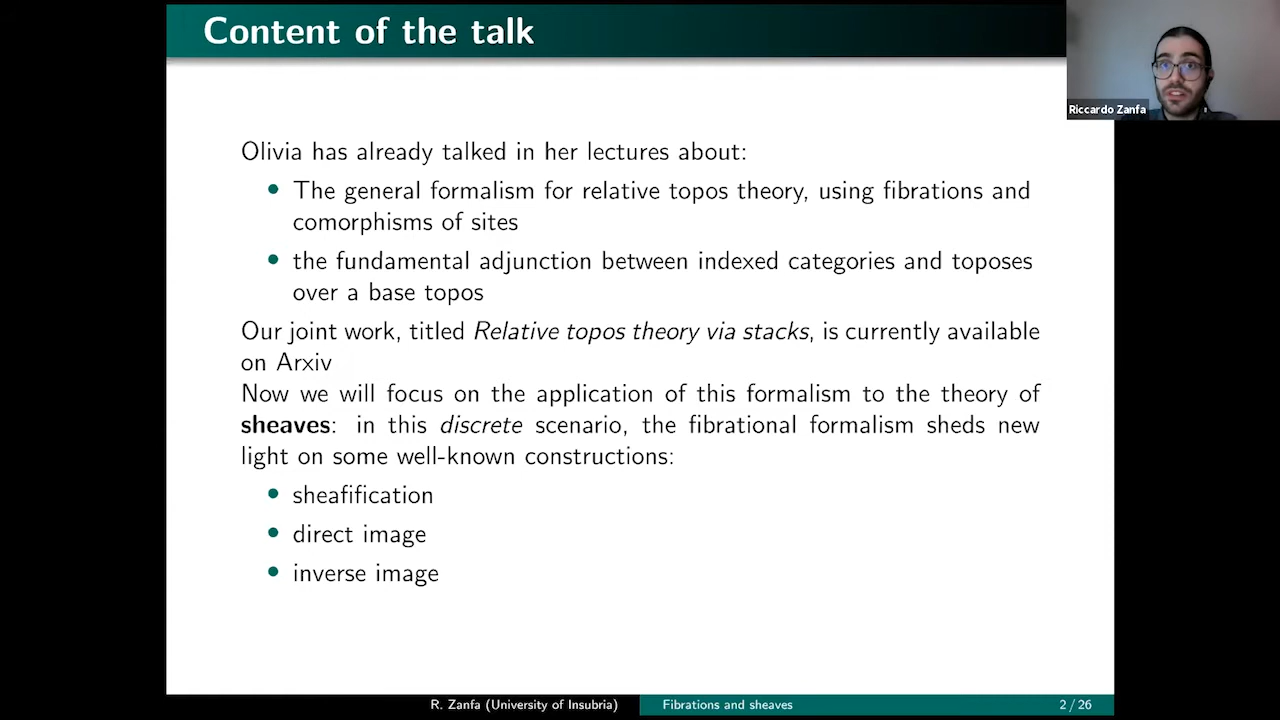 Content of the talk
Riccardo Zanfa
Olivia has already talked in her lectures about:
• The general formalism for relative topos theory, using fibrations and
comorphisms of sites
• the fundamental adjunction between indexed categories and toposes
over a base topos
Our joint work, titled Relative topos theory via stacks, is currently available
on Arxiv
Now we will focus on the application of this formalism to the theory of
sheaves: in this discrete scenario, the fibrational formalism sheds new
light on some well-known constructions:
• sheafification
• direct image
• inverse image
R. Zanfa (University of Insubria)
Fibrations and sheaves
2 / 26